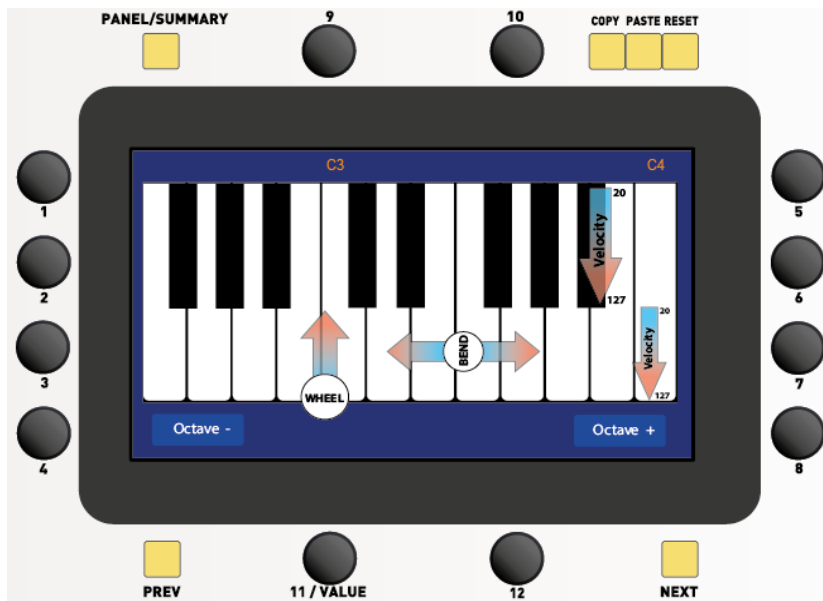 PANEL/SUMMARY
9
10
COPY PASTE RESET
C3
C4
1
2
3
4
5
6
7
8
20
Velocity
127
20
Velocity
127
BEND
WHEEL
Octave -
Octave +
PREV
11 / VALUE
12
NEXT